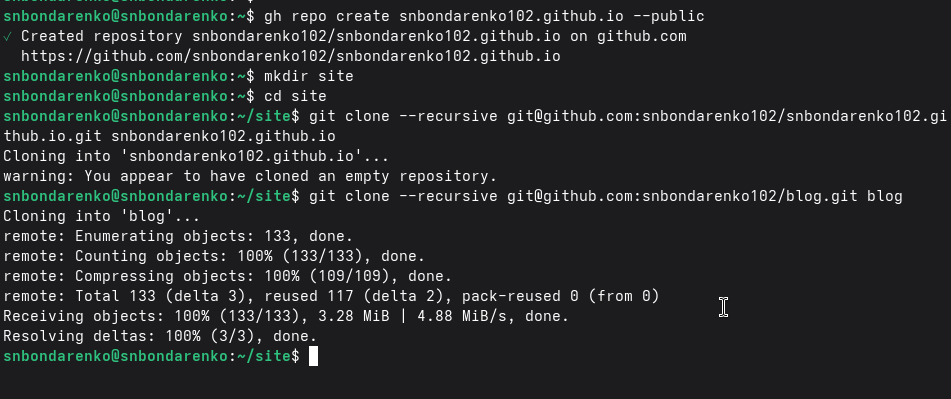 snbondarenko@snbondarenko:~$ gh repo create snbondarenko102.github.io --public
✓ Created repository snbondarenko102/snbondarenko102.github.io on github.com
  https://github.com/snbondarenko102/snbondarenko102.github.io
snbondarenko@snbondarenko:~$ mkdir site
snbondarenko@snbondarenko:~$ cd site
snbondarenko@snbondarenko:~/site$ git clone --recursive git@github.com:snbondarenko102/snbondarenko102.gi
thub.io.git snbondarenko102.github.io
Cloning into 'snbondarenko102.github.io'...
warning: You appear to have cloned an empty repository.
snbondarenko@snbondarenko:~/site$ git clone --recursive git@github.com:snbondarenko102/blog.git blog
Cloning into 'blog'...
remote: Enumerating objects: 133, done.
remote: Counting objects: 100% (133/133), done.
remote: Compressing objects: 100% (109/109), done.
remote: Total 133 (delta 3), reused 117 (delta 2), pack-reused 0 (from 0)
Receiving objects: 100% (133/133), 3.28 MiB | 4.88 MiB/s, done.
Resolving deltas: 100% (3/3), done.
snbondarenko@snbondarenko:~/site$